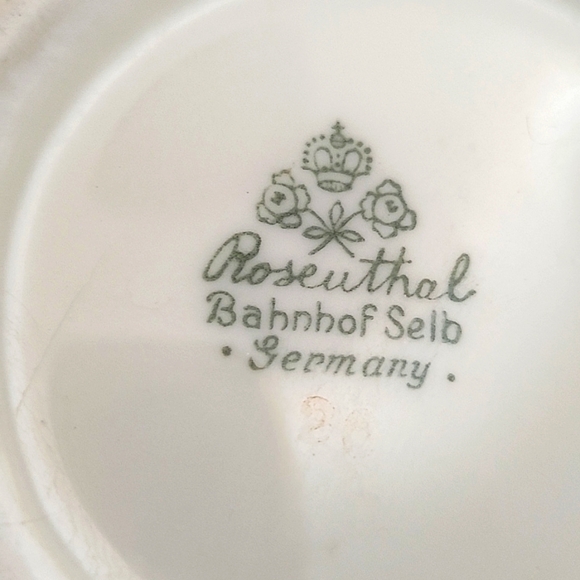 Rosenthal
Bahnhof Selb
· Germany ·